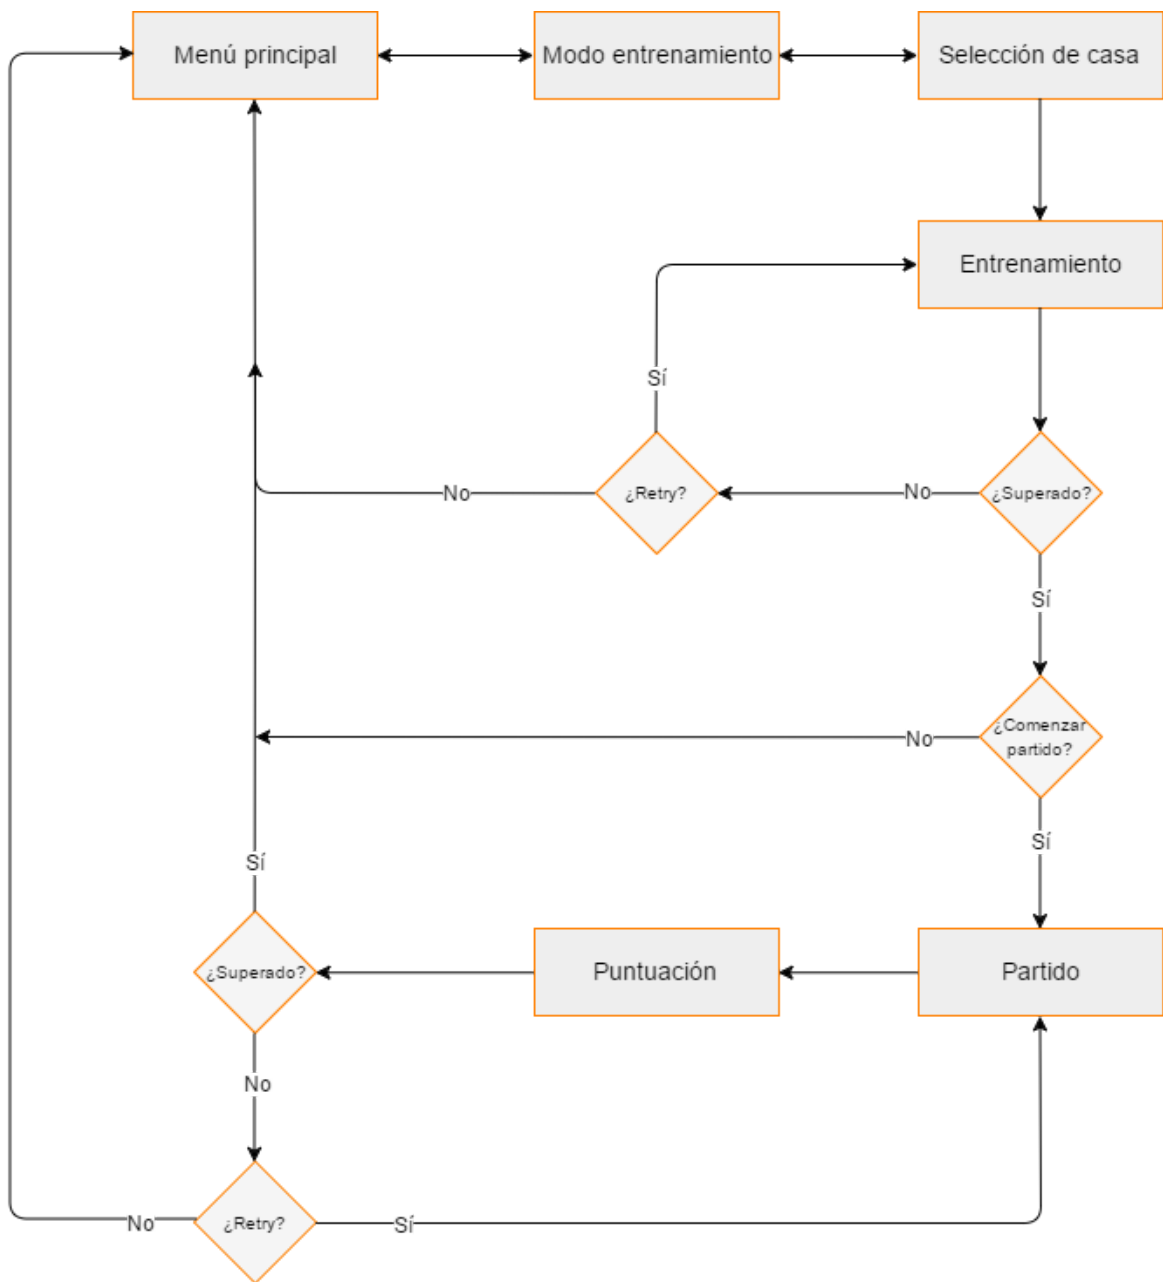 Menú principal
Modo entrenamiento
Selección de casa
Entrenamiento
Sí
¿Retry?
No
No
¿Superado?
Sí
¿Comenzar
partido?
No
Sí
Sí
¿Superado?
Puntuación
Partido
No
¿Retry?
No
Sí